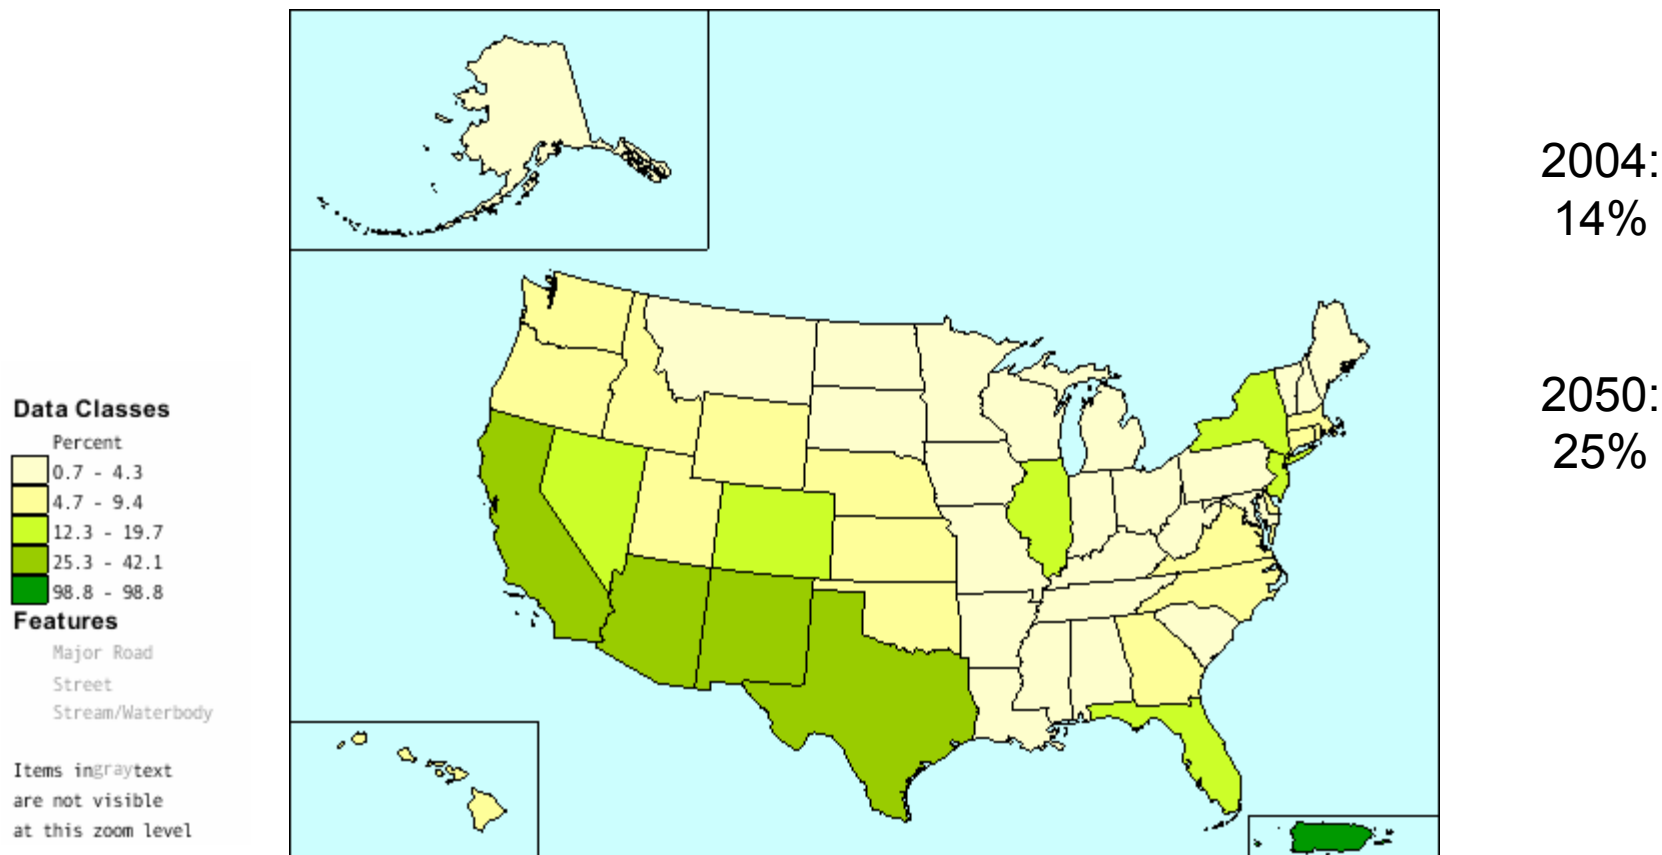 2004:
14%
2050:
25%
Data Classes
Percent
0.7 - 4.3
4.7 - 9.4
12.3 - 19.7
25.3 - 42.1
98.8 - 98.8
Features
Major Road
Street
Stream/Waterbody
Items in gray text
are not visible
at this zoom level